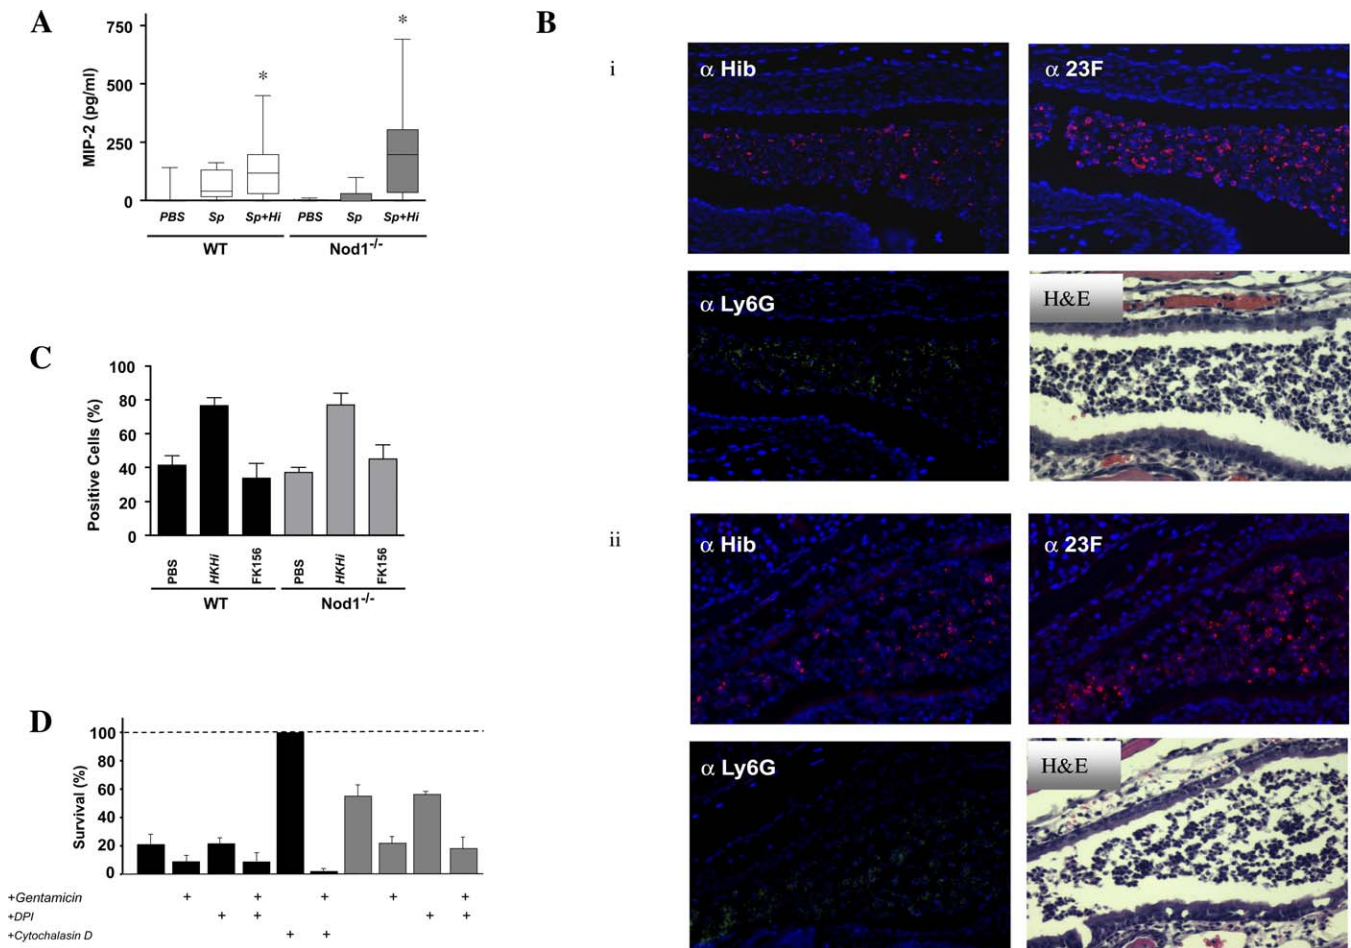 A
MIP-2 (pg/ml)
750
500
250
0
*
*
PBS Sp Sp+Hi PBS Sp Sp+Hi
WT Nod1-/-
B
i
α Hib
α 23F
α Ly6G
H&E
ii
α Hib
α 23F
α Ly6G
H&E
C
Positive Cells (%)
100
80
60
40
20
0
PBS HKHi FK156 PBS HKHi FK156
WT Nod1-/-
D
Survival (%)
100
80
60
40
20
0
+Gentamicin + + + + +
+DPI + + + +
+Cytochalasin D + +